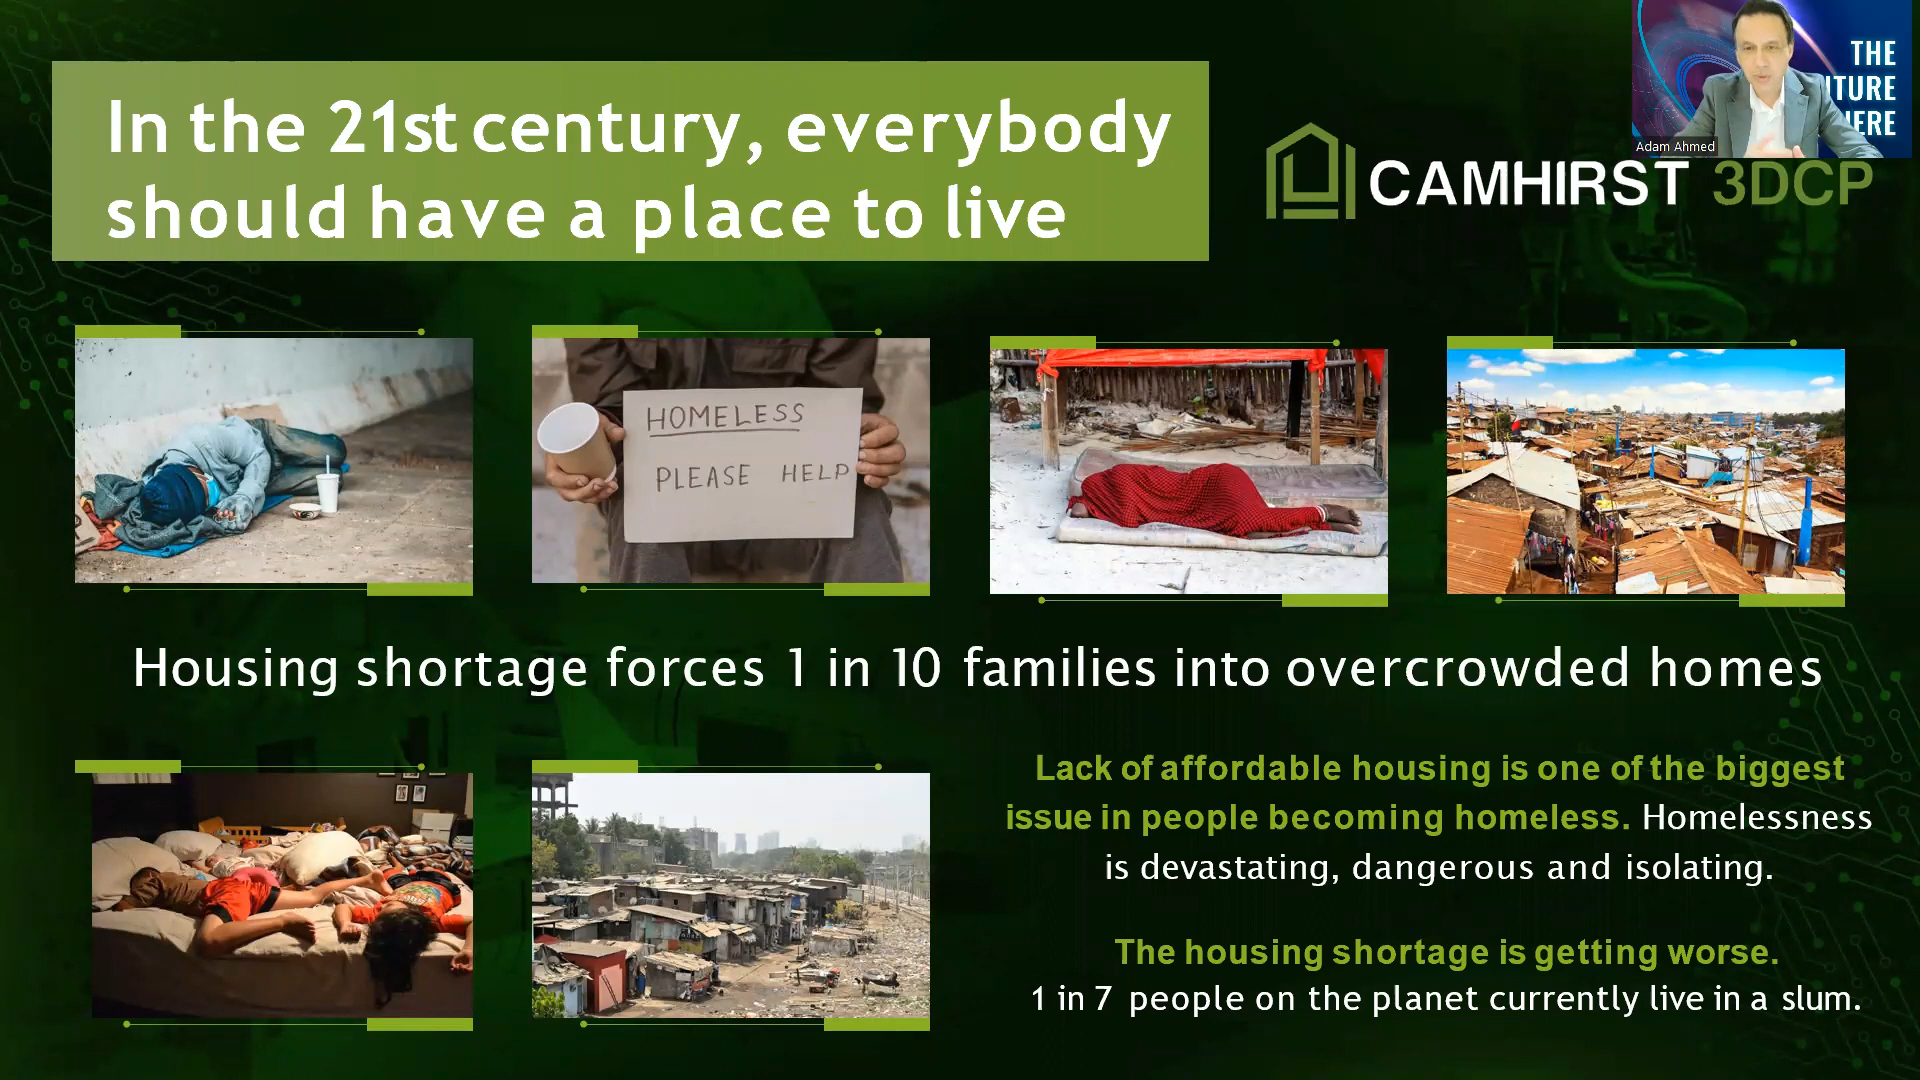 In the 21st century, everybody
should have a place to live
THE
UTURE
HERE
Adam Ahmed
CAMHIRST 3DCP
HOMELESS
PLEASE HELP
Housing shortage forces 1 in 10 families into overcrowded homes
Lack of affordable housing is one of the biggest
issue in people becoming homeless. Homelessness
is devastating, dangerous and isolating.
The housing shortage is getting worse.
1 in 7 people on the planet currently live in a slum.